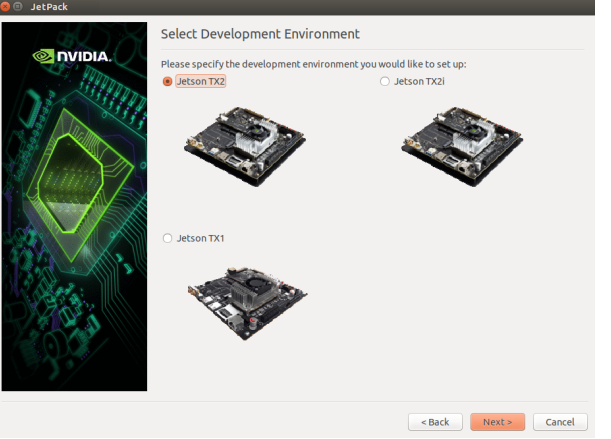 JetPack
NVIDIA.
Select Development Environment
Please specify the development environment you would like to set up:
Jetson TX2
Jetson TX2i
Jetson TX1
< Back
Next >
Cancel